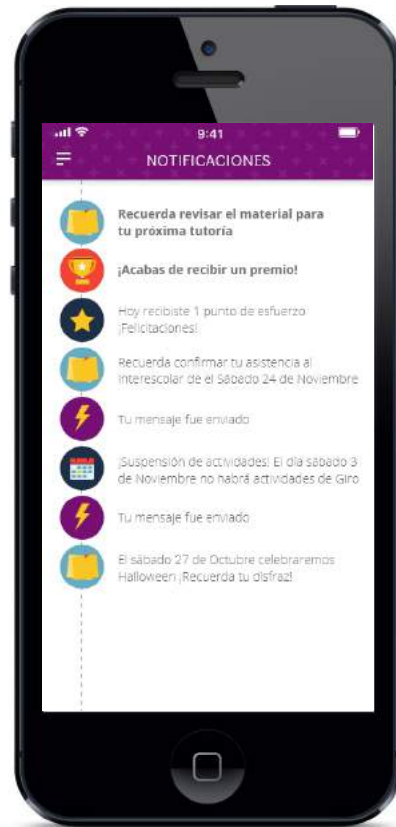 9:41
NOTIFICACIONES
Recuerda revisar el material para
tu próxima tutoría
¡Acabas de recibir un premio!
Hoy recibiste 1 punto de esfuerzo
¡Felicitaciones!
Recuerda confirmar tu asistencia al
Interescolar de el Sábado 24 de Noviembre
Tu mensaje fue enviado
¡Suspensión de actividades! El día sábado 3
de Noviembre no habrá actividades de Giro
Tu mensaje fue enviado
El sábado 27 de Octubre celebraremos
Halloween ¡Recuerda tu disfraz!